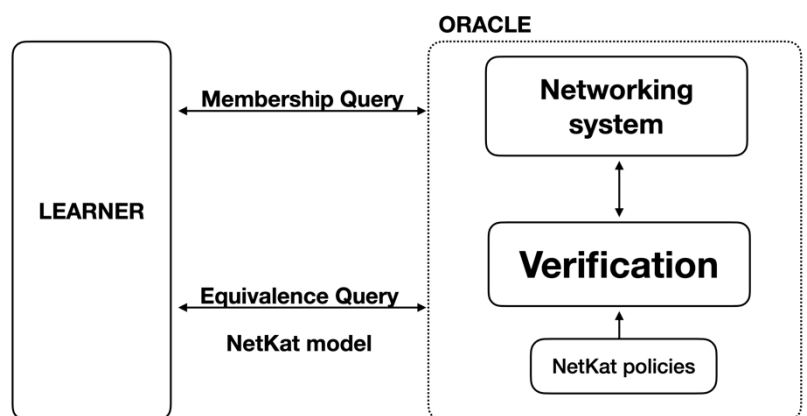 ORACLE
Membership Query
Networking
system
LEARNER
Verification
Equivalence Query
NetKat model
NetKat policies